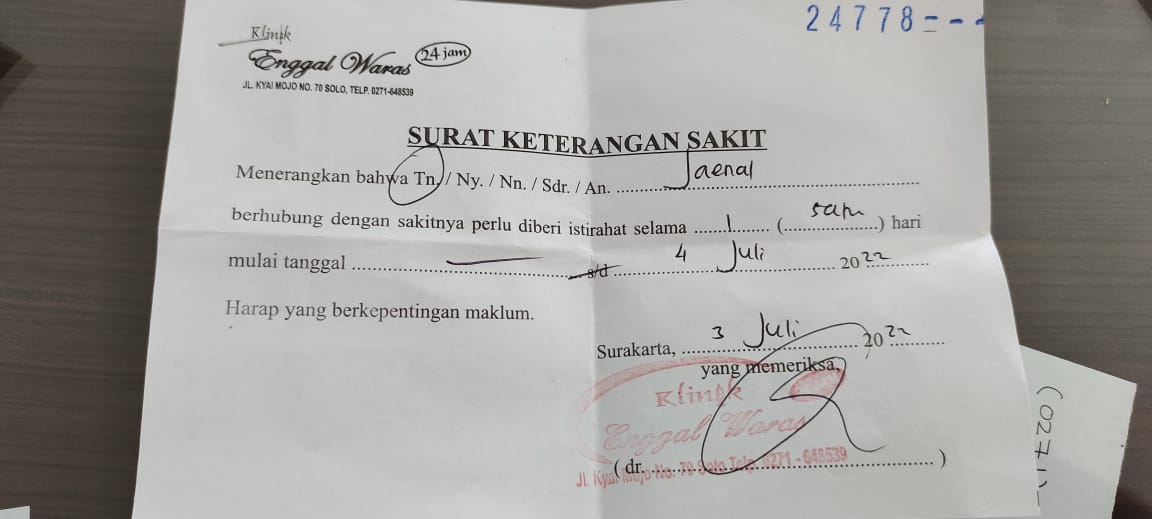 24778=--
Klinik
Enggal Waras 24 jam
JL. KYAI MOJO NO. 70 SOLO, TELP. 0271-648539
SURAT KETERANGAN SAKIT
Menerangkan bahwa Tn. / Ny. / Nn. / Sdr. / An. Jaenal
berhubung dengan sakitnya perlu diberi istirahat selama 1 (satu) hari
mulai tanggal — s/d 4 Juli 2022
Harap yang berkepentingan maklum.
Surakarta, 3 Juli 2022
yang memeriksa,
Klinik
Enggal Waras
Jl. Kyai Mojo No. 70 Solo Telp. 0271 - 648539
( dr. )
(0271)